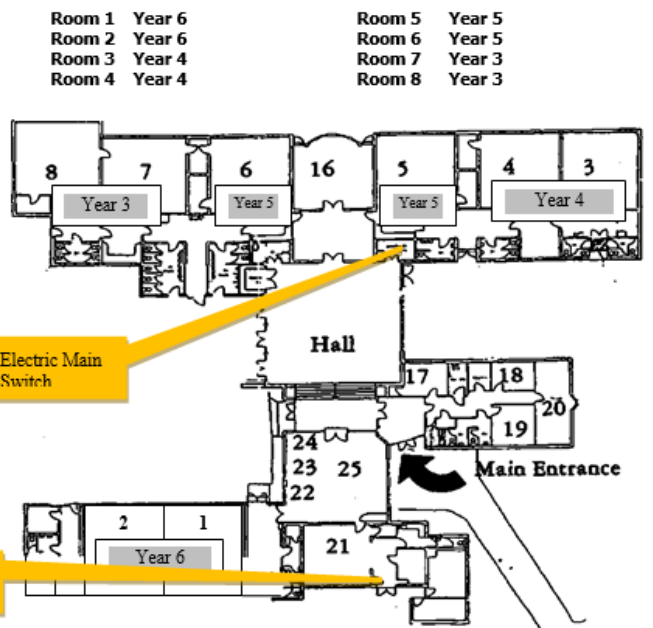 Room 1 Year 6 Room 5 Year 5
Room 2 Year 6 Room 6 Year 5
Room 3 Year 4 Room 7 Year 3
Room 4 Year 4 Room 8 Year 3
8 7 6 16 5 4 3
Year 3 Year 5 Year 5 Year 4
Hall
Electric Main
Switch
17 18
20
19
24
23 25
22
Main Entrance
2 1
21
Year 6